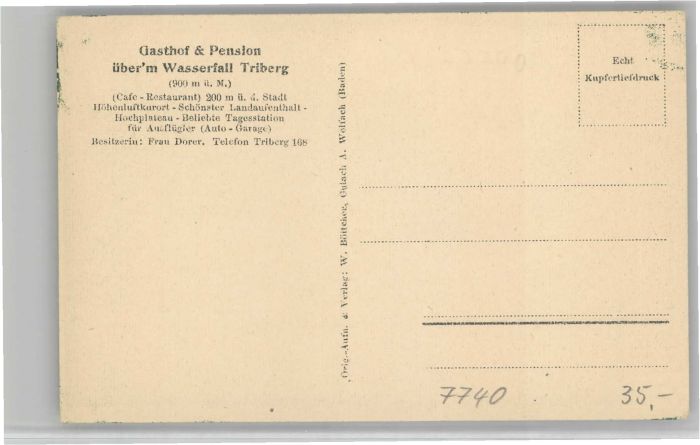 Gasthof & Pension
über'm Wasserfall Triberg
(900 m ü. M.)
(Cafe - Restaurant) 200 m ü. d. Stadt
Höhenluftkurort - Schönster Landaufenthalt -
Hochplateau - Beliebte Tagesstation
für Ausflügler (Auto - Garage)
Besitzerin: Frau Dorer. Telefon Triberg 168
Orig.-Aufn. & Verlag: W. Böttcher, Gutach A. Wolfach (Baden)
Echt
Kupfertiefdruck
7740
35,-